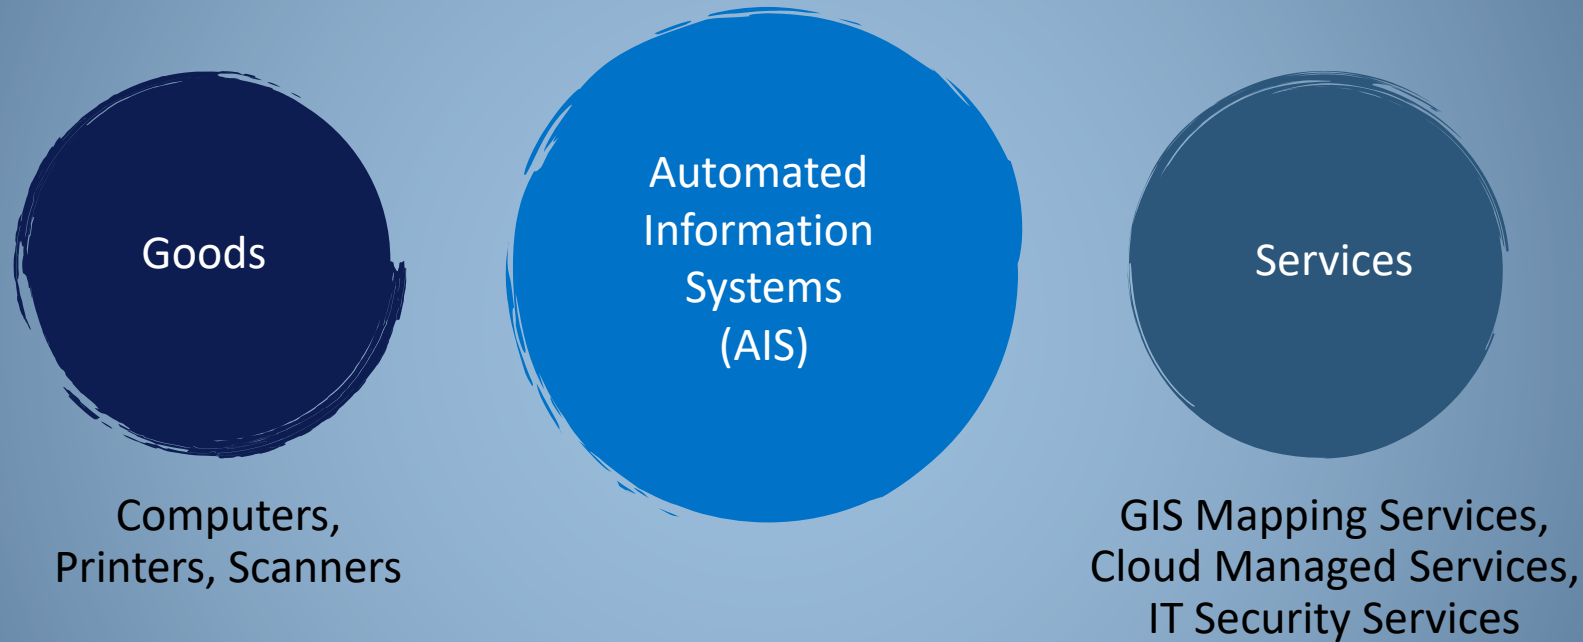 Goods
Computers,
Printers, Scanners
Automated
Information
Systems
(AIS)
Services
GIS Mapping Services,
Cloud Managed Services,
IT Security Services